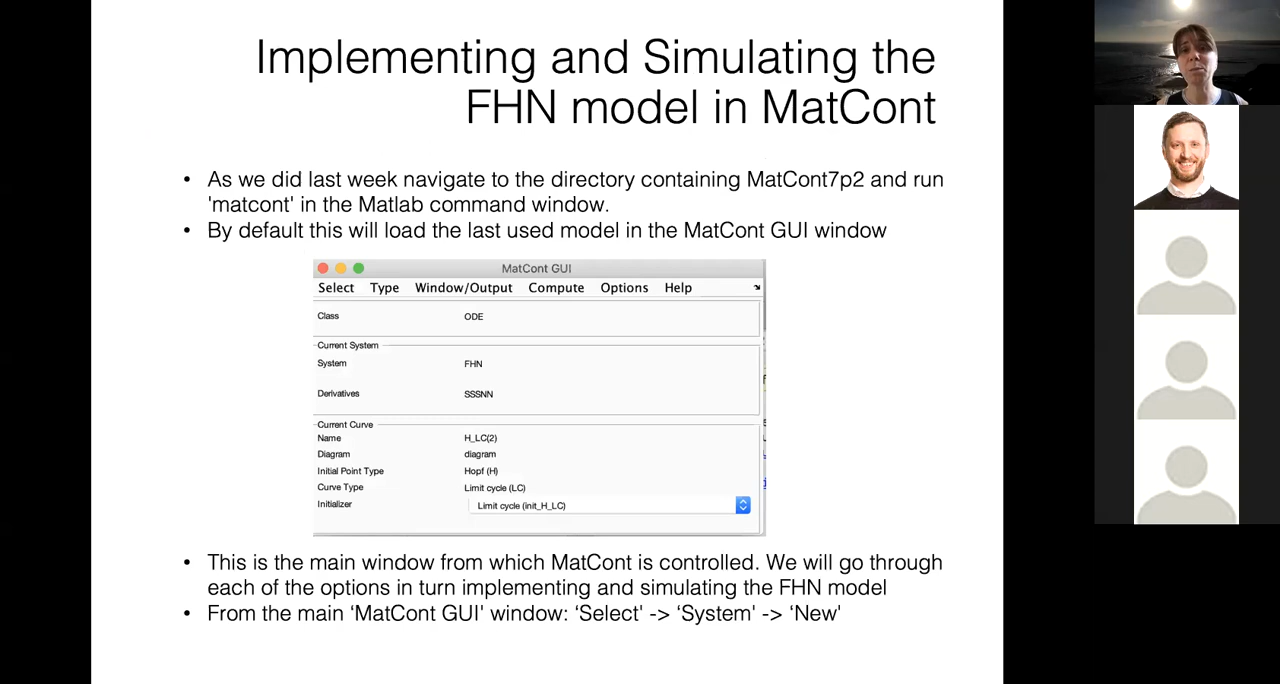 Implementing and Simulating the
FHN model in MatCont
• As we did last week navigate to the directory containing MatCont7p2 and run
'matcont' in the Matlab command window.
• By default this will load the last used model in the MatCont GUI window
MatCont GUI
Select Type Window/Output Compute Options Help
Class ODE
Current System
System FHN
Derivatives SSSNN
Current Curve
Name H_LC(2)
Diagram diagram
Initial Point Type Hopf (H)
Curve Type Limit cycle (LC)
Initializer Limit cycle (init_H_LC)
• This is the main window from which MatCont is controlled. We will go through
each of the options in turn implementing and simulating the FHN model
• From the main ‘MatCont GUI’ window: ‘Select’ -> ‘System’ -> ‘New’